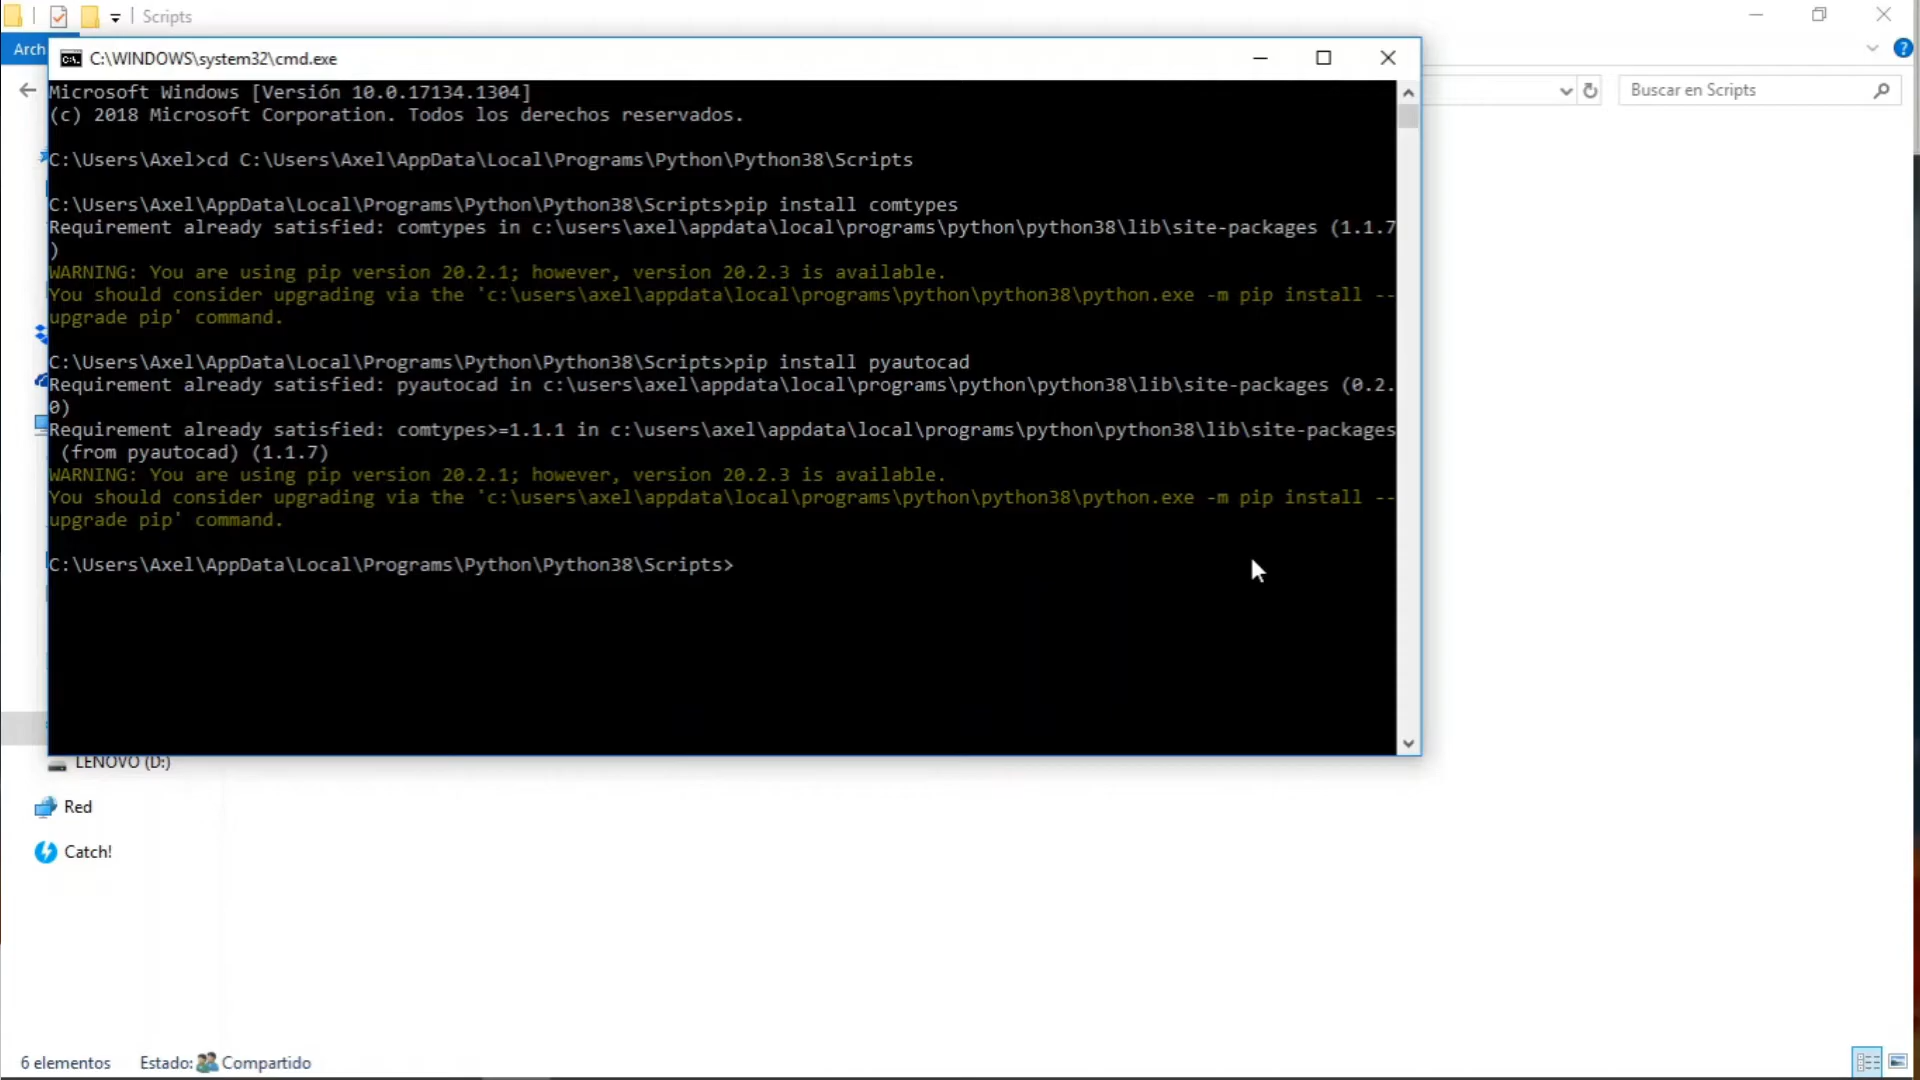 Scripts
Arch
C:\WINDOWS\system32\cmd.exe
Buscar en Scripts
Microsoft Windows [Versión 10.0.17134.1304]
(c) 2018 Microsoft Corporation. Todos los derechos reservados.
C:\Users\Axel>cd C:\Users\Axel\AppData\Local\Programs\Python\Python38\Scripts
C:\Users\Axel\AppData\Local\Programs\Python\Python38\Scripts>pip install comtypes
Requirement already satisfied: comtypes in c:\users\axel\appdata\local\programs\python\python38\lib\site-packages (1.1.7
)
WARNING: You are using pip version 20.2.1; however, version 20.2.3 is available.
You should consider upgrading via the 'c:\users\axel\appdata\local\programs\python\python38\python.exe -m pip install --
upgrade pip' command.
C:\Users\Axel\AppData\Local\Programs\Python\Python38\Scripts>pip install pyautocad
Requirement already satisfied: pyautocad in c:\users\axel\appdata\local\programs\python\python38\lib\site-packages (0.2.
0)
Requirement already satisfied: comtypes>=1.1.1 in c:\users\axel\appdata\local\programs\python\python38\lib\site-packages
(from pyautocad) (1.1.7)
WARNING: You are using pip version 20.2.1; however, version 20.2.3 is available.
You should consider upgrading via the 'c:\users\axel\appdata\local\programs\python\python38\python.exe -m pip install --
upgrade pip' command.
C:\Users\Axel\AppData\Local\Programs\Python\Python38\Scripts>
LENOVO (D:)
Red
Catch!
6 elementos Estado: Compartido